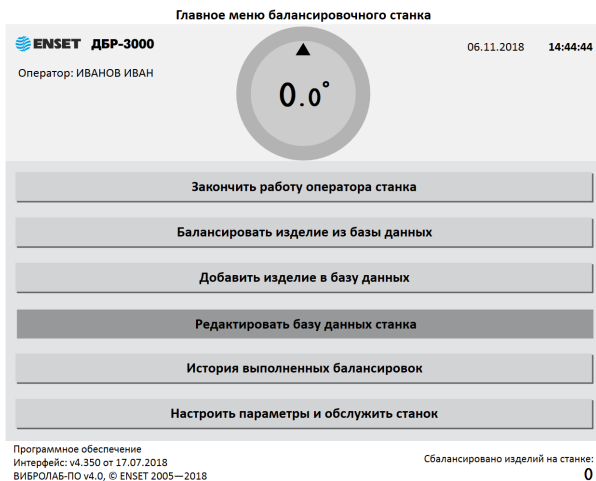 Главное меню балансировочного станка
ENSET ДБР-3000
06.11.2018 14:44:44
Оператор: ИВАНОВ ИВАН
0.0°
Закончить работу оператора станка
Балансировать изделие из базы данных
Добавить изделие в базу данных
Редактировать базу данных станка
История выполненных балансировок
Настроить параметры и обслужить станок
Программное обеспечение
Интерфейс: v4.350 от 17.07.2018
ВИБРОЛАБ-ПО v4.0, © ENSET 2005—2018
Сбалансировано изделий на станке:
0